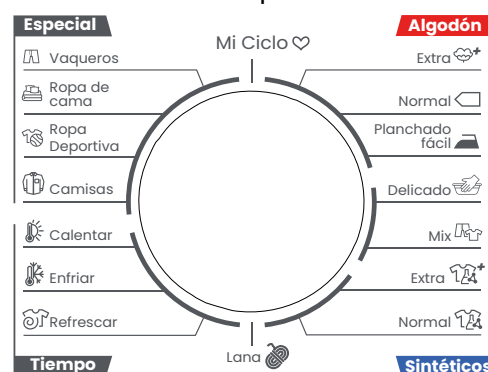 Especial
Vaqueros
Ropa de
cama
Ropa
Deportiva
Camisas
Calentar
Enfriar
Refrescar
Tiempo
Mi Ciclo
Lana
Algodón
Extra
Normal
Planchado
fácil
Delicado
Mix
Extra
Normal
Sintéticos